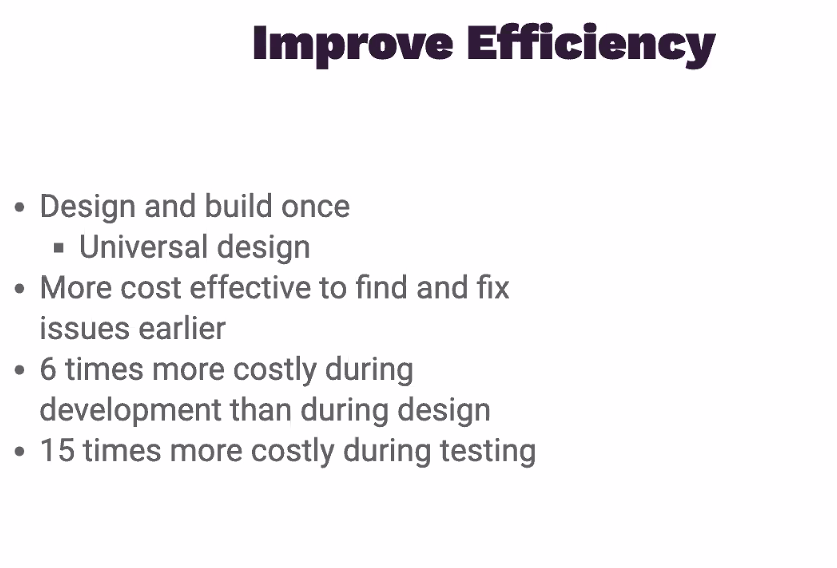 Improve Efficiency
• Design and build once
▪ Universal design
• More cost effective to find and fix
issues earlier
• 6 times more costly during
development than during design
• 15 times more costly during testing